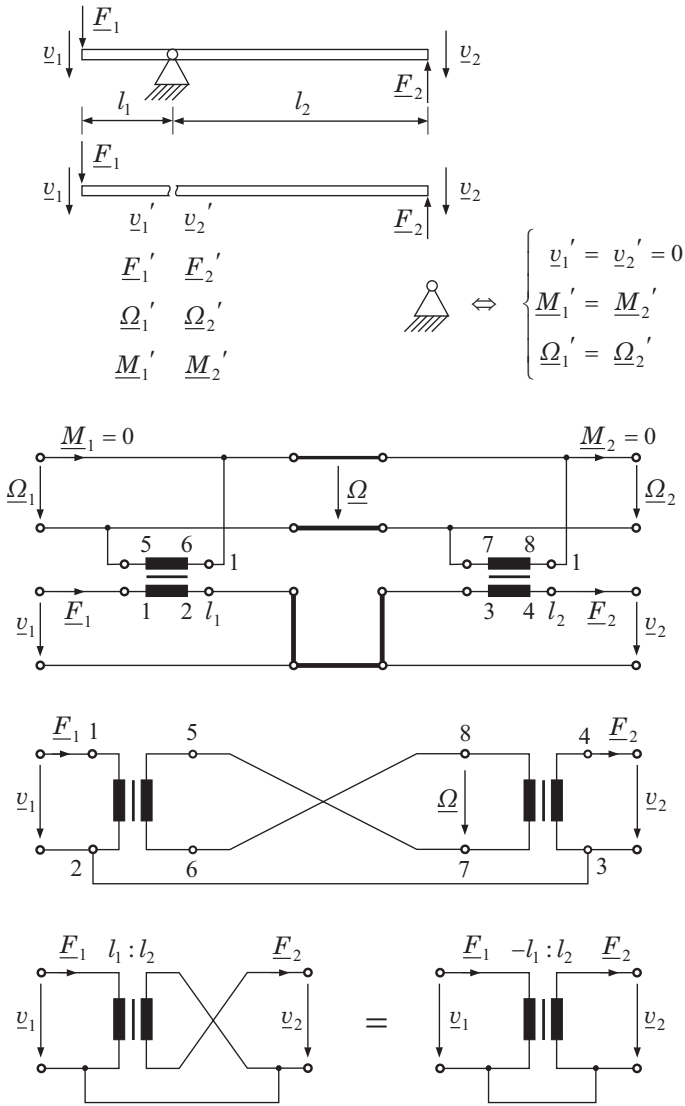 F₁
v₁ v₂
F₂
l₁ l₂
F₁
v₁ v₂
F₂
v₁′ v₂′
F₁′ F₂′
Ω₁′ Ω₂′
M₁′ M₂′
⇔ { v₁′ = v₂′ = 0
M₁′ = M₂′
Ω₁′ = Ω₂′
M₁ = 0 M₂ = 0
Ω₁ Ω Ω₂
5 6 1 7 8 1
F₁ 1 2 l₁ 3 4 l₂ F₂
v₁ v₂
F₁ 1 5 8 4 F₂
v₁ Ω v₂
2 6 7 3
F₁ l₁ : l₂ F₂ F₁ −l₁ : l₂ F₂
v₁ v₂ = v₁ v₂